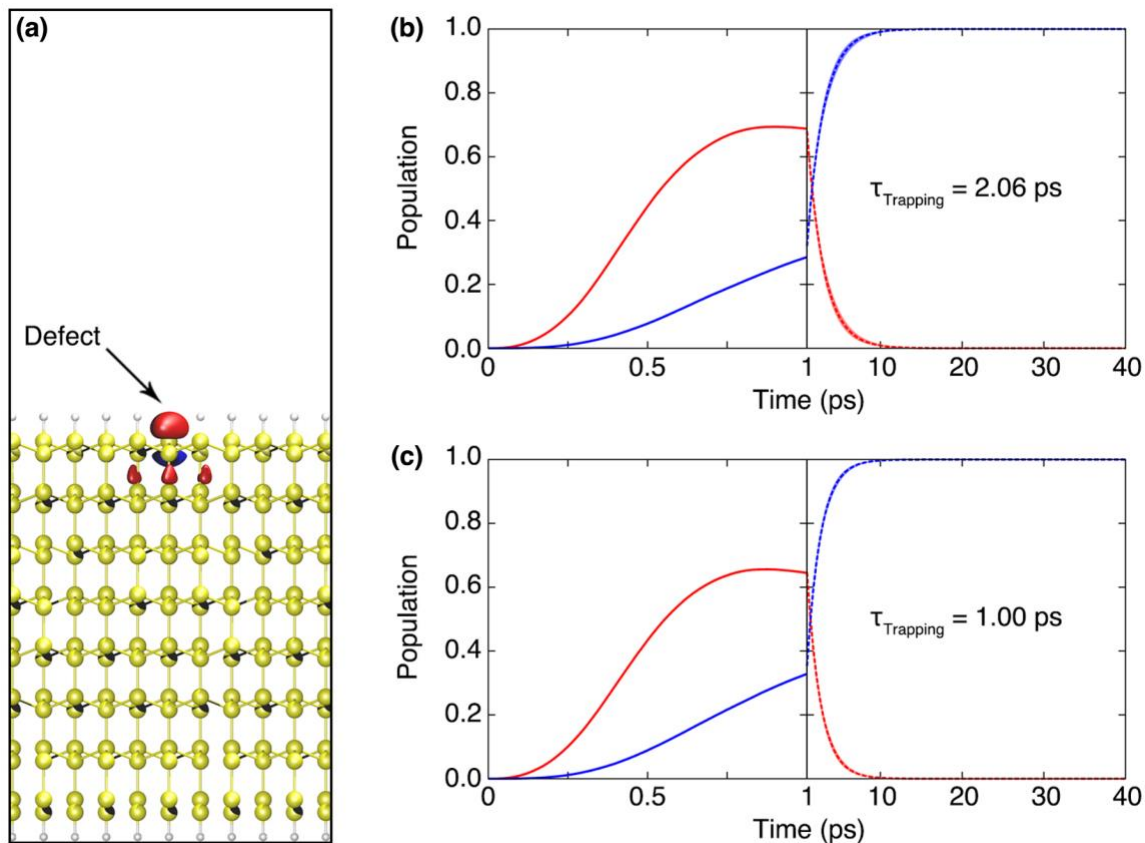 (a)
Defect
(b)
1.0
0.8
0.6
0.4
0.2
0.0
Population
τTrapping = 2.06 ps
0 0.5 1 10 20 30 40
Time (ps)
(c)
1.0
0.8
0.6
0.4
0.2
0.0
Population
τTrapping = 1.00 ps
0 0.5 1 10 20 30 40
Time (ps)